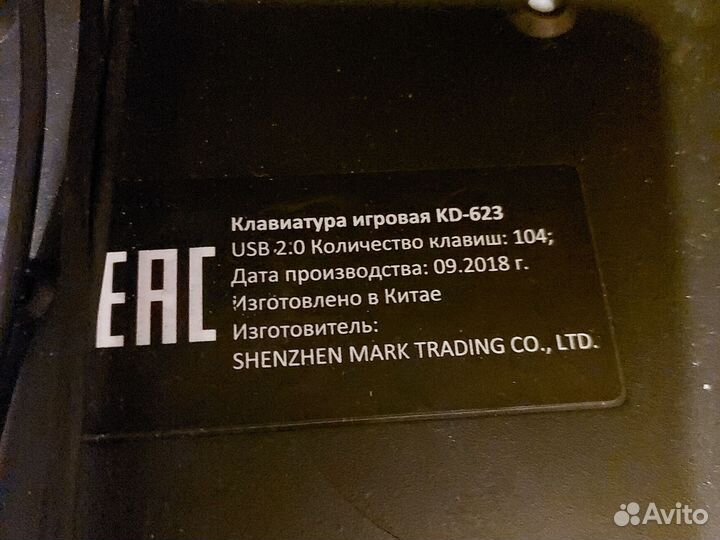 EAC
Клавиатура игровая KD-623
USB 2.0 Количество клавиш: 104;
Дата производства: 09.2018 г.
Изготовлено в Китае
Изготовитель:
SHENZHEN MARK TRADING CO., LTD.
Avito